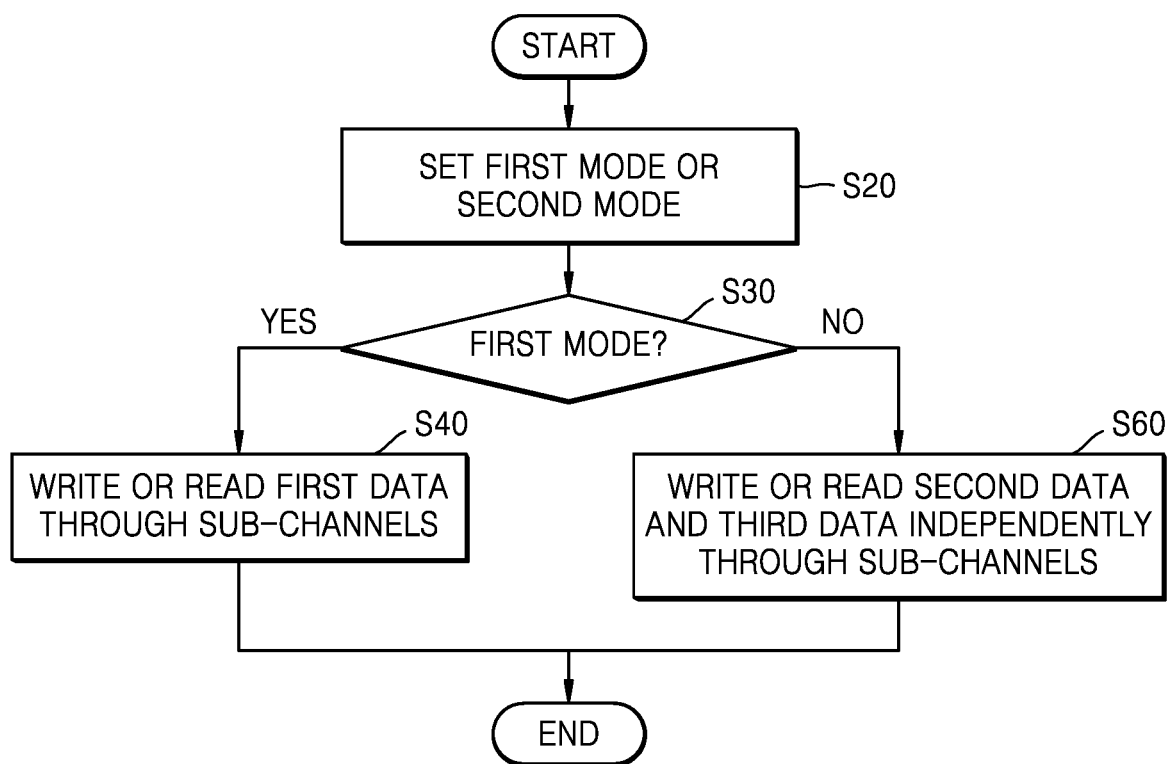 START
SET FIRST MODE OR
SECOND MODE
S20
S30
YES
FIRST MODE?
NO
S40
WRITE OR READ FIRST DATA
THROUGH SUB-CHANNELS
S60
WRITE OR READ SECOND DATA
AND THIRD DATA INDEPENDENTLY
THROUGH SUB-CHANNELS
END